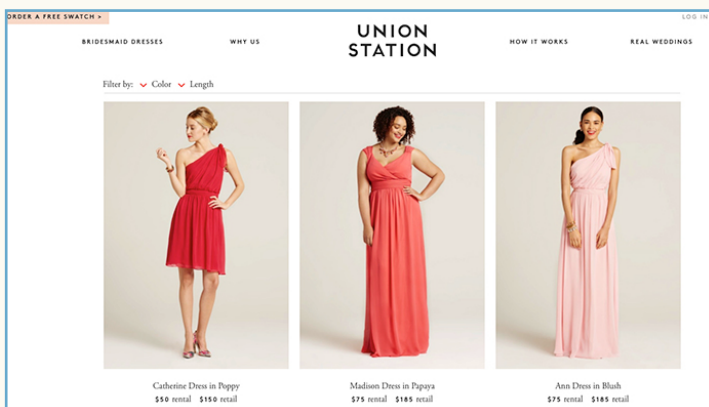 ORDER A FREE SWATCH >
LOG IN
BRIDESMAID DRESSES
WHY US
UNION
STATION
HOW IT WORKS
REAL WEDDINGS
Filter by: Color Length
Catherine Dress in Poppy
$50 rental $150 retail
Madison Dress in Papaya
$75 rental $185 retail
Ann Dress in Blush
$75 rental $185 retail